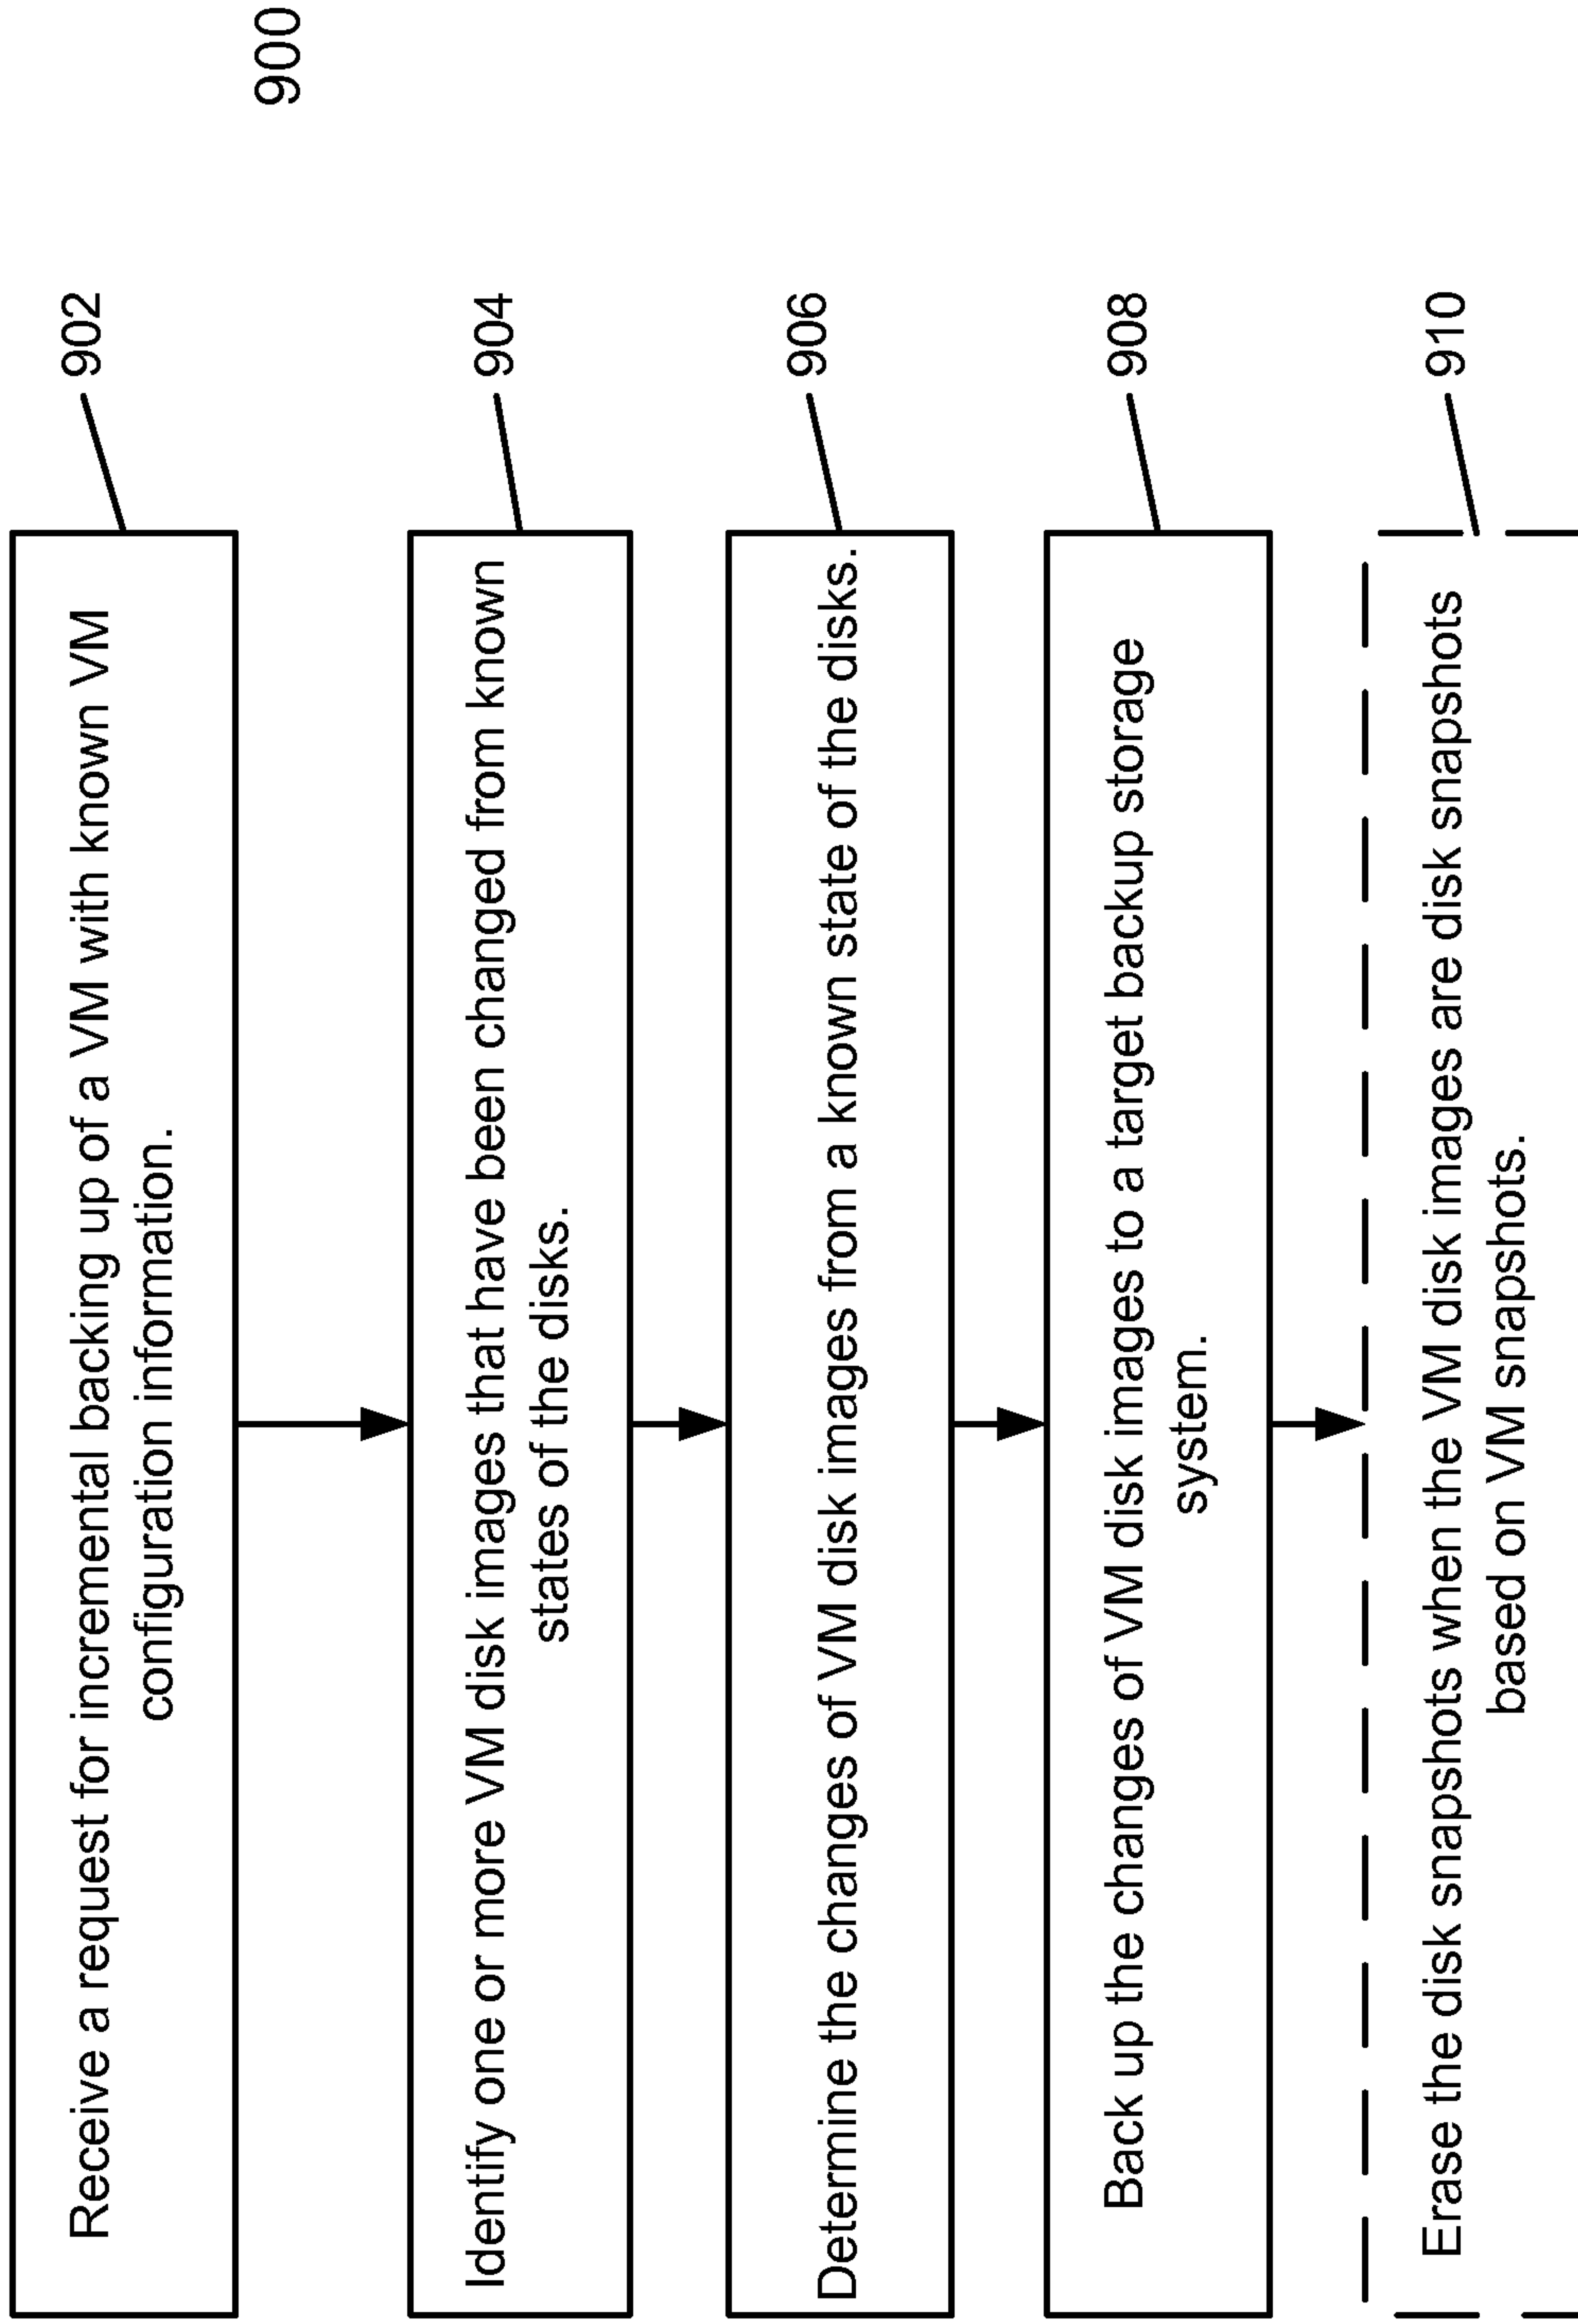 900
Receive a request for incremental backing up of a VM with known VM
configuration information.
902
Identify one or more VM disk images that have been changed from known
states of the disks.
904
Determine the changes of VM disk images from a known state of the disks.
906
Back up the changes of VM disk images to a target backup storage
system.
908
Erase the disk snapshots when the VM disk images are disk snapshots
based on VM snapshots.
910